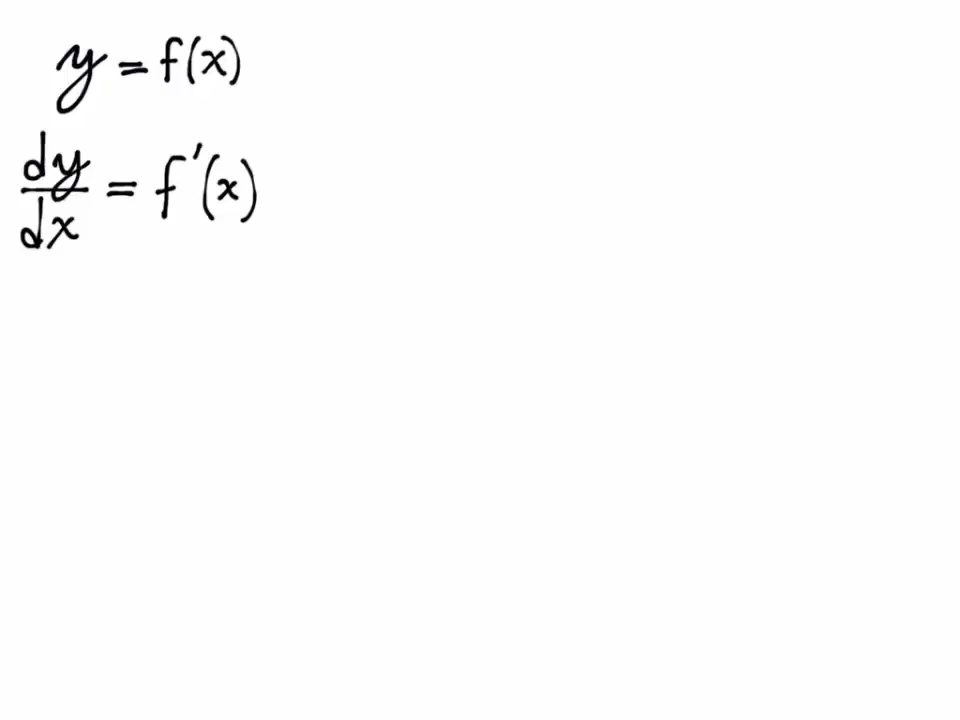 y = f(x)
dy/dx = f'(x)